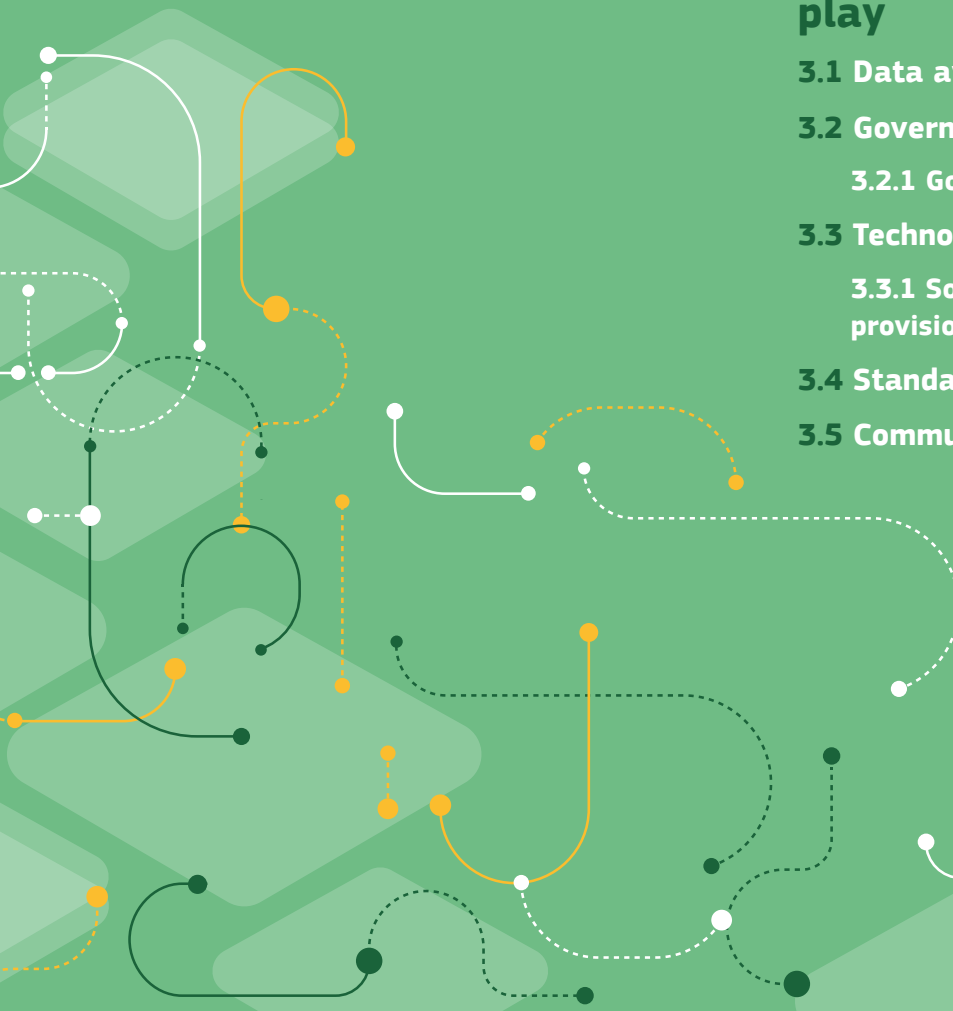 play
3.1 Data a
3.2 Govern
3.2.1 Go
3.3 Techno
3.3.1 So
provisio
3.4 Standa
3.5 Commu